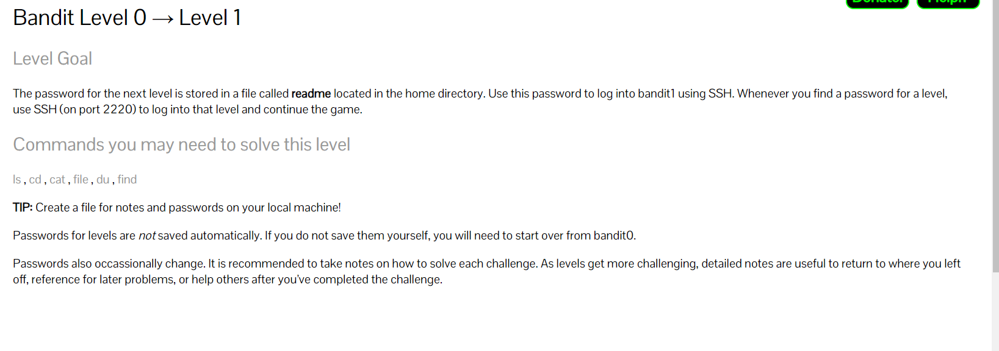 Bandit Level 0 → Level 1
Level Goal
The password for the next level is stored in a file called readme located in the home directory. Use this password to log into bandit1 using SSH. Whenever you find a password for a level,
use SSH (on port 2220) to log into that level and continue the game.
Commands you may need to solve this level
ls , cd , cat , file , du , find
TIP: Create a file for notes and passwords on your local machine!
Passwords for levels are not saved automatically. If you do not save them yourself, you will need to start over from bandit0.
Passwords also occassionally change. It is recommended to take notes on how to solve each challenge. As levels get more challenging, detailed notes are useful to return to where you left
off, reference for later problems, or help others after you’ve completed the challenge.